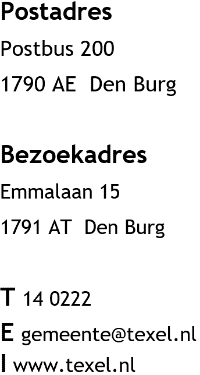 Postadres
Postbus 200
1790 AE  Den Burg
Bezoekadres
Emmalaan 15
1791 AT  Den Burg
T 14 0222
E gemeente@texel.nl
I www.texel.nl